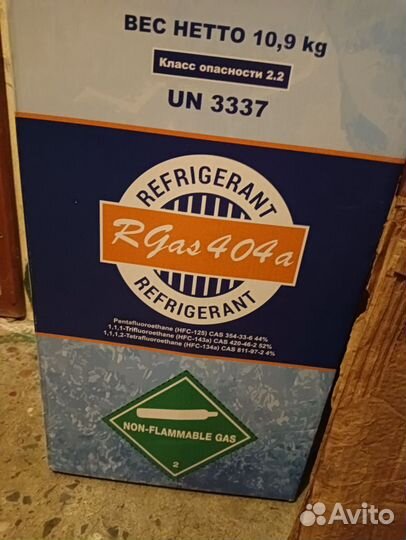 ВЕС НЕТТО 10,9 kg
Класс опасности 2.2
UN 3337
REFRIGERANT
RGas 404a
REFRIGERANT
Pentafluoroethane (HFC-125) CAS 354-33-6 44%
1,1,1-Trifluoroethane (HFC-143a) CAS 420-46-2 52%
1,1,1,2-Tetrafluoroethane (HFC-134a) CAS 811-97-2 4%
NON-FLAMMABLE GAS
2
Avito